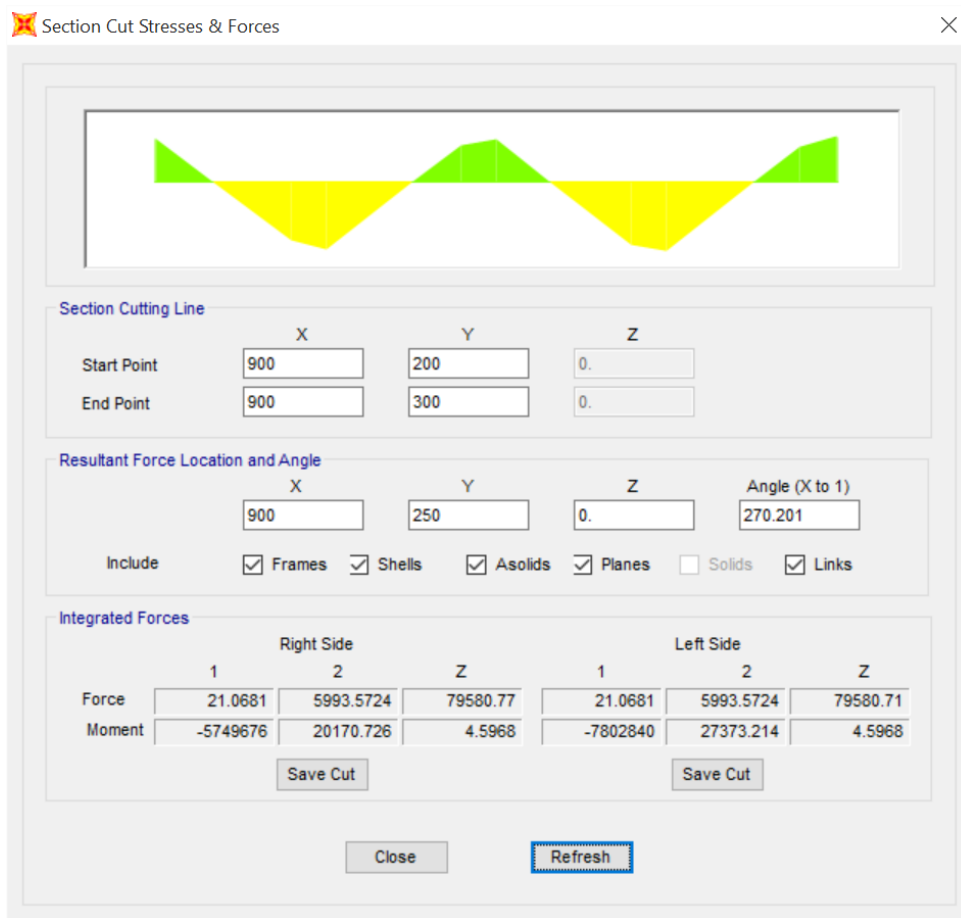 Section Cut Stresses & Forces
Section Cutting Line
X Y Z
Start Point 900 200 0.
End Point 900 300 0.
Resultant Force Location and Angle
X Y Z Angle (X to 1)
900 250 0. 270.201
Include Frames Shells Asolids Planes Solids Links
Integrated Forces
Right Side Left Side
1 2 Z 1 2 Z
Force 21.0681 5993.5724 79580.77 21.0681 5993.5724 79580.71
Moment -5749676 20170.726 4.5968 -7802840 27373.214 4.5968
Save Cut Save Cut
Close Refresh